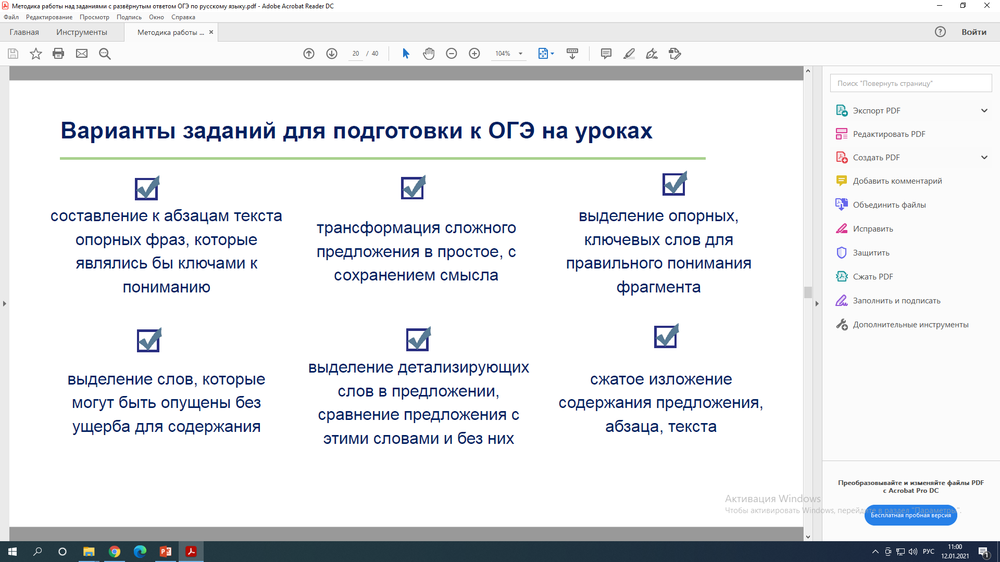 Методика работы над заданиями с развёрнутым ответом ОГЭ по русскому языку.pdf - Adobe Acrobat Reader DC
Файл Редактирование Просмотр Подпись Окно Справка
Главная Инструменты Методика работы ... ×
? Войти
20 / 40 104%
Поиск "Повернуть страницу"
Экспорт PDF
Редактировать PDF
Создать PDF
Добавить комментарий
Объединить файлы
Исправить
Защитить
Сжать PDF
Заполнить и подписать
Дополнительные инструменты
Варианты заданий для подготовки к ОГЭ на уроках
составление к абзацам текста
опорных фраз, которые
являлись бы ключами к
пониманию
трансформация сложного
предложения в простое, с
сохранением смысла
выделение опорных,
ключевых слов для
правильного понимания
фрагмента
выделение слов, которые
могут быть опущены без
ущерба для содержания
выделение детализирующих
слов в предложении,
сравнение предложения с
этими словами и без них
сжатое изложение
содержания предложения,
абзаца, текста
Преобразовывайте и изменяйте файлы PDF
с Acrobat Pro DC
Бесплатная пробная версия
Активация Windows
Чтобы активировать Windows, перейдите в раздел "Параметры".
РУС
11:00
12.01.2021
1